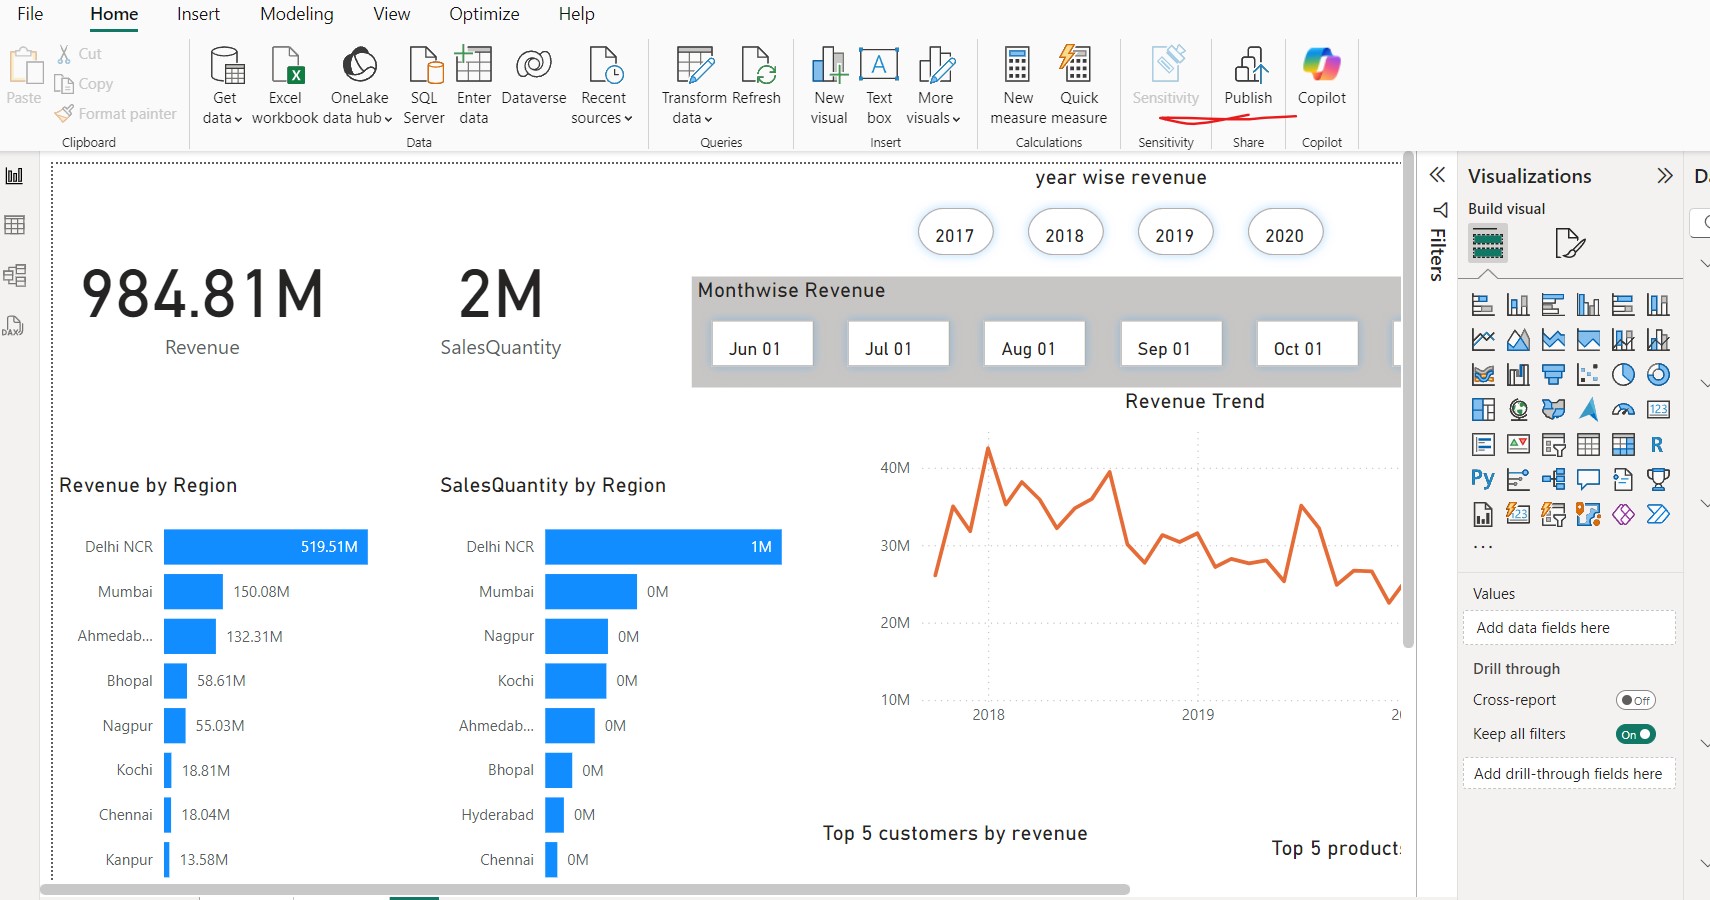 File Home Insert Modeling View Optimize Help
Paste
Cut
Copy
Format painter
Clipboard
Get data
Excel workbook
OneLake data hub
SQL Server
Enter data
Dataverse
Recent sources
Data
Transform data
Refresh
Queries
New visual
Text box
More visuals
Insert
New measure
Quick measure
Calculations
Sensitivity
Sensitivity
Publish
Share
Copilot
Copilot
year wise revenue
2017 2018 2019 2020
984.81M
Revenue
2M
SalesQuantity
Monthwise Revenue
Jun 01 Jul 01 Aug 01 Sep 01 Oct 01
Revenue by Region
Delhi NCR 519.51M
Mumbai 150.08M
Ahmedab... 132.31M
Bhopal 58.61M
Nagpur 55.03M
Kochi 18.81M
Chennai 18.04M
Kanpur 13.58M
SalesQuantity by Region
Delhi NCR 1M
Mumbai 0M
Nagpur 0M
Kochi 0M
Ahmedab... 0M
Bhopal 0M
Hyderabad 0M
Chennai 0M
Revenue Trend
40M
30M
20M
10M
2018 2019
Top 5 customers by revenue
Top 5 products
Filters
Visualizations
Build visual
123
R
Py
123
...
Values
Add data fields here
Drill through
Cross-report Off
Keep all filters On
Add drill-through fields here
DAX